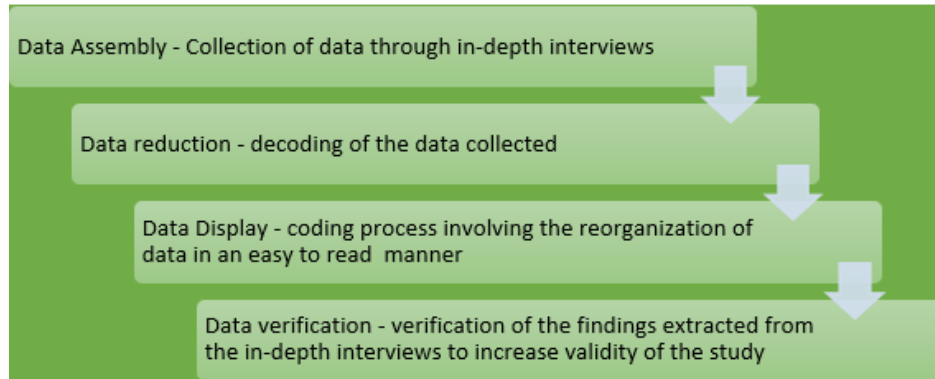 Data Assembly - Collection of data through in-depth interviews
Data reduction - decoding of the data collected
Data Display - coding process involving the reorganization of
data in an easy to read  manner
Data verification - verification of the findings extracted from
the in-depth interviews to increase validity of the study